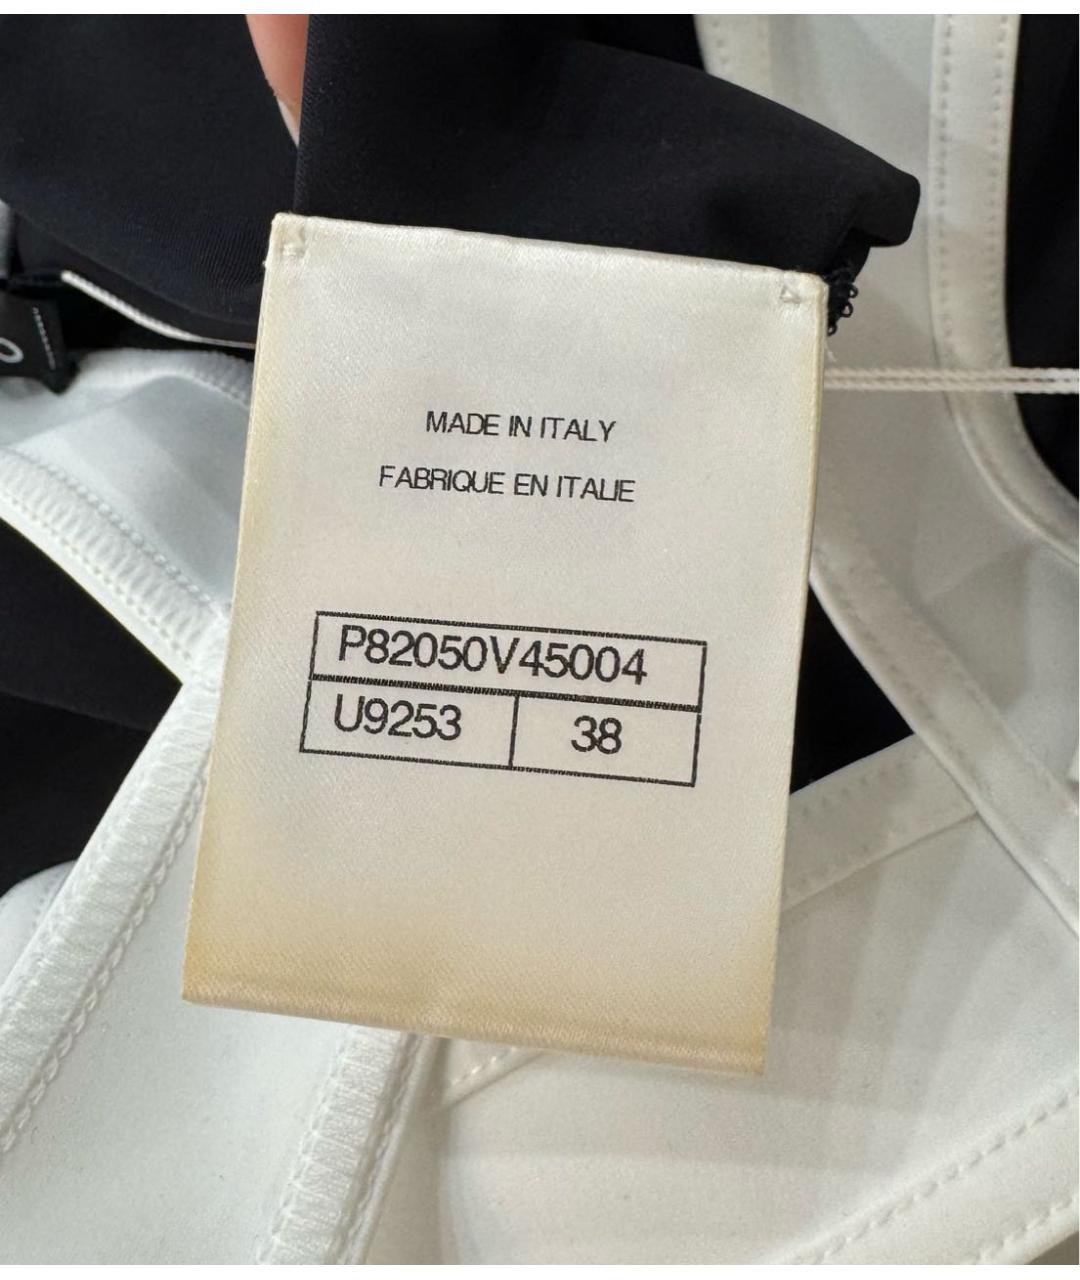 MADE IN ITALY
FABRIQUE EN ITALIE
P82050V45004
U9253 38